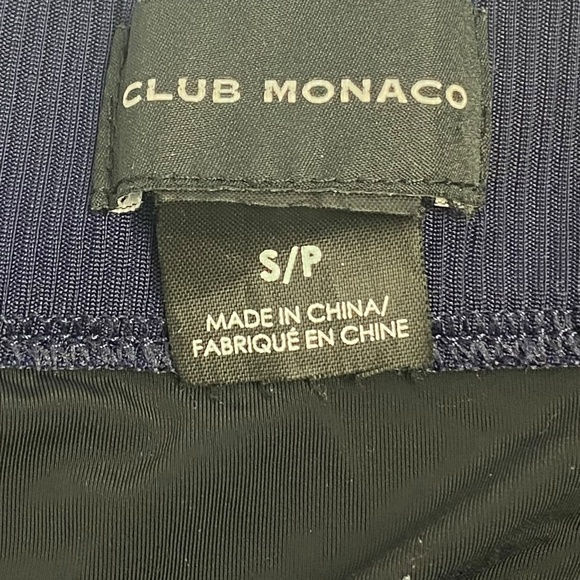 CLUB MONACO
S/P
MADE IN CHINA/
FABRIQUÉ EN CHINE